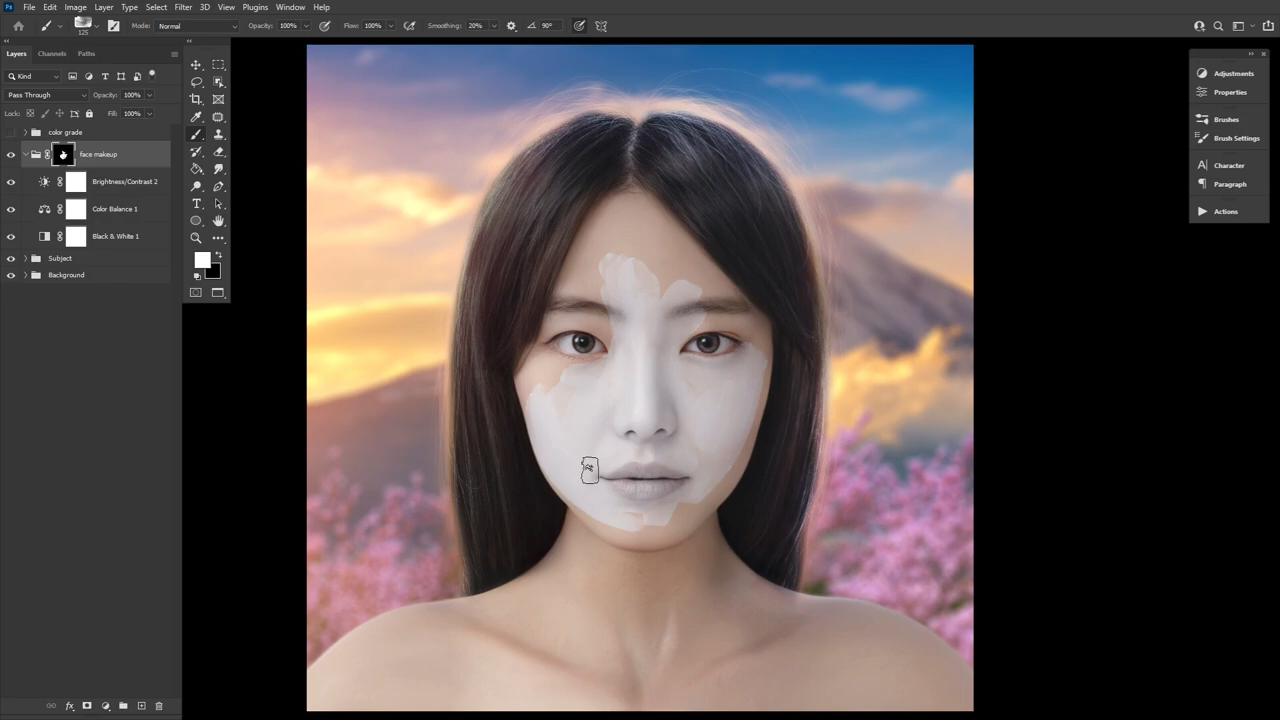 Ps File Edit Image Layer Type Select Filter 3D View Plugins Window Help
125 Mode: Normal Opacity: 100% Flow: 100% Smoothing: 20% 90°
Layers Channels Paths
Kind
Pass Through Opacity: 100%
Lock: Fill: 100%
color grade
face makeup
Brightness/Contrast 2
Color Balance 1
Black & White 1
Subject
Background
Adjustments
Properties
Brushes
Brush Settings
Character
Paragraph
Actions